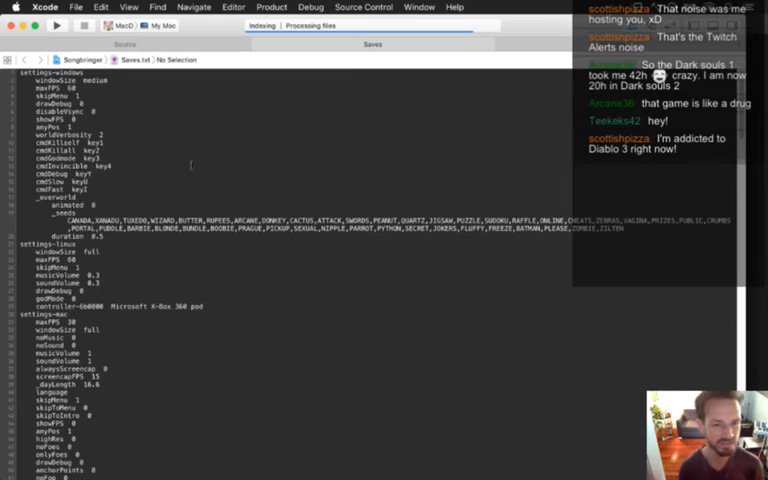 Xcode File Edit View Find Navigate Editor Product Debug Source Control Window Help
MacD My Mac
Indexing | Processing files
Source
Saves
Songbringer Saves.txt No Selection
settings-windows
windowSize medium
maxFPS 60
skipMenu 1
drawDebug 0
disableVsync 0
showFPS 0
anyPos 1
worldVerbosity 2
cmdKillself key1
cmdKillall key2
cmdGodmode key3
cmdInvincible key4
cmdDebug keyY
cmdSlow keyU
cmdFast keyI
_overworld
animated 0
_seeds
CANADA,XANADU,TUXEDO,WIZARD,BUTTER,RUPEES,ARCANE,DONKEY,CACTUS,ATTACK,SWORDS,PEANUT,QUARTZ,JIGSAW,PUZZLE,SUDOKU,RAFFLE,ONLINE,CHEATS,ZEBRAS,VAGINA,PRIZES,PUBLIC,CRUMBS
,PORTAL,PUDDLE,BARBIE,BLONDE,BUNDLE,BOOBIE,PRAGUE,PICKUP,SEXUAL,NIPPLE,PARROT,PYTHON,SECRET,JOKERS,FLUFFY,FREEZE,BATMAN,PLEASE,ZOMBIE,ZILTEN
duration 0.5
settings-linux
windowSize full
maxFPS 60
skipMenu 1
musicVolume 0.3
soundVolume 0.3
drawDebug 0
godMode 0
controller-6b0000 Microsoft X-Box 360 pad
settings-mac
maxFPS 30
windowSize full
noMusic 0
noSound 0
musicVolume 1
soundVolume 1
alwaysScreencap 0
screencapFPS 15
_dayLength 16.6
language
skipMenu 1
skipToMenu 0
skipToIntro 0
showFPS 0
anyPos 1
highRes 0
noFoes 0
onlyFoes 0
drawDebug 0
anchorPoints 0
noFog 0
scottishpizza That noise was me
hosting you, xD
scottishpizza That's the Twitch
Alerts noise
Arcane36 So the Dark souls 1
took me 42h crazy. I am now
20h in Dark souls 2
Arcane36 that game is like a drug
Teekeks42 hey!
scottishpizza I'm addicted to
Diablo 3 right now!